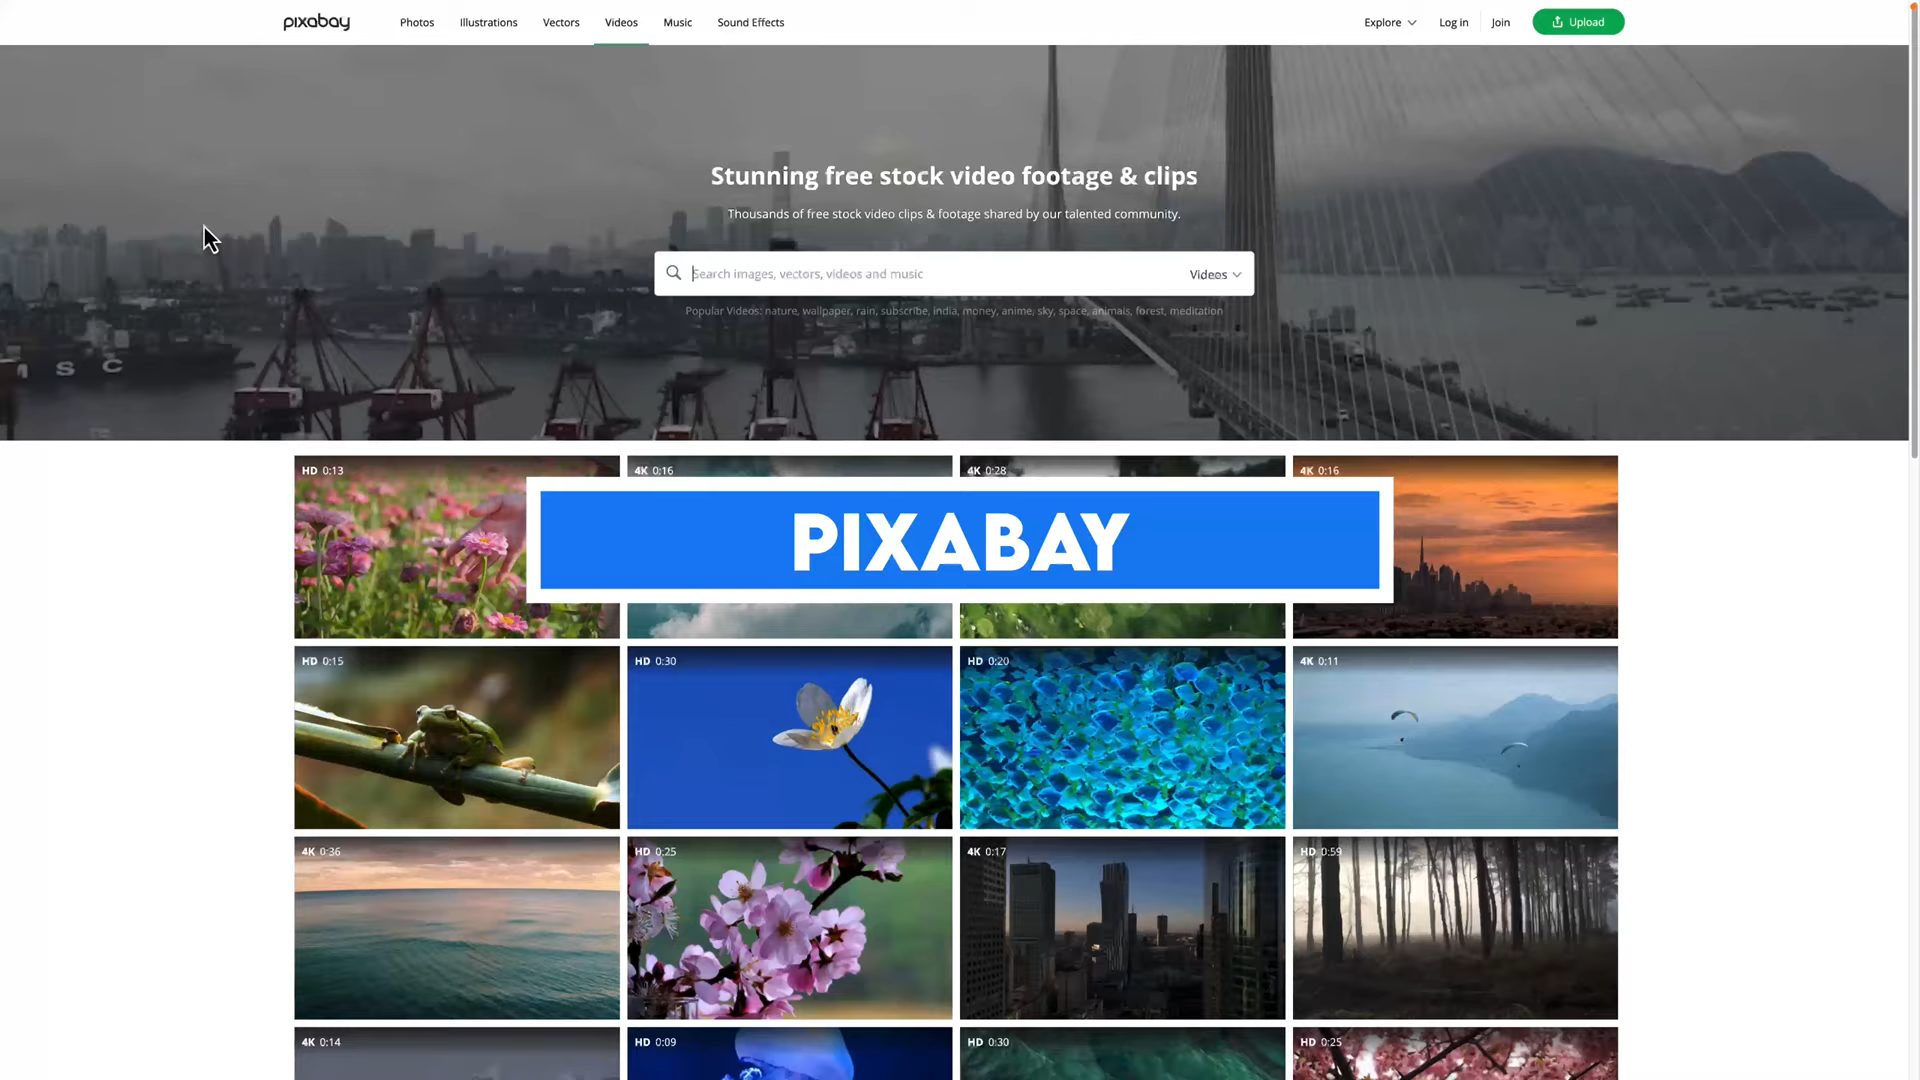 pixabay
Photos Illustrations Vectors Videos Music Sound Effects
Explore Log in Join Upload
Stunning free stock video footage & clips
Thousands of free stock video clips & footage shared by our talented community.
Search images, vectors, videos and music Videos
Popular Videos: nature, wallpaper, rain, subscribe, india, money, anime, sky, space, animals, forest, meditation
S C
HD 0:13 4K 0:16 4K 0:28 4K 0:16
PIXABAY
HD 0:15 HD 0:30 HD 0:20 4K 0:11
4K 0:36 HD 0:25 4K 0:17 HD 0:59
4K 0:14 HD 0:09 HD 0:30 HD 0:25